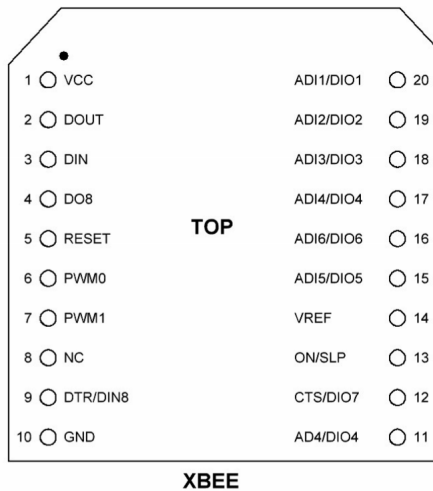 1 VCC ADI1/DIO1 20
2 DOUT ADI2/DIO2 19
3 DIN ADI3/DIO3 18
4 DO8 ADI4/DIO4 17
TOP
5 RESET ADI6/DIO6 16
6 PWM0 ADI5/DIO5 15
7 PWM1 VREF 14
8 NC ON/SLP 13
9 DTR/DIN8 CTS/DIO7 12
10 GND AD4/DIO4 11
XBEE